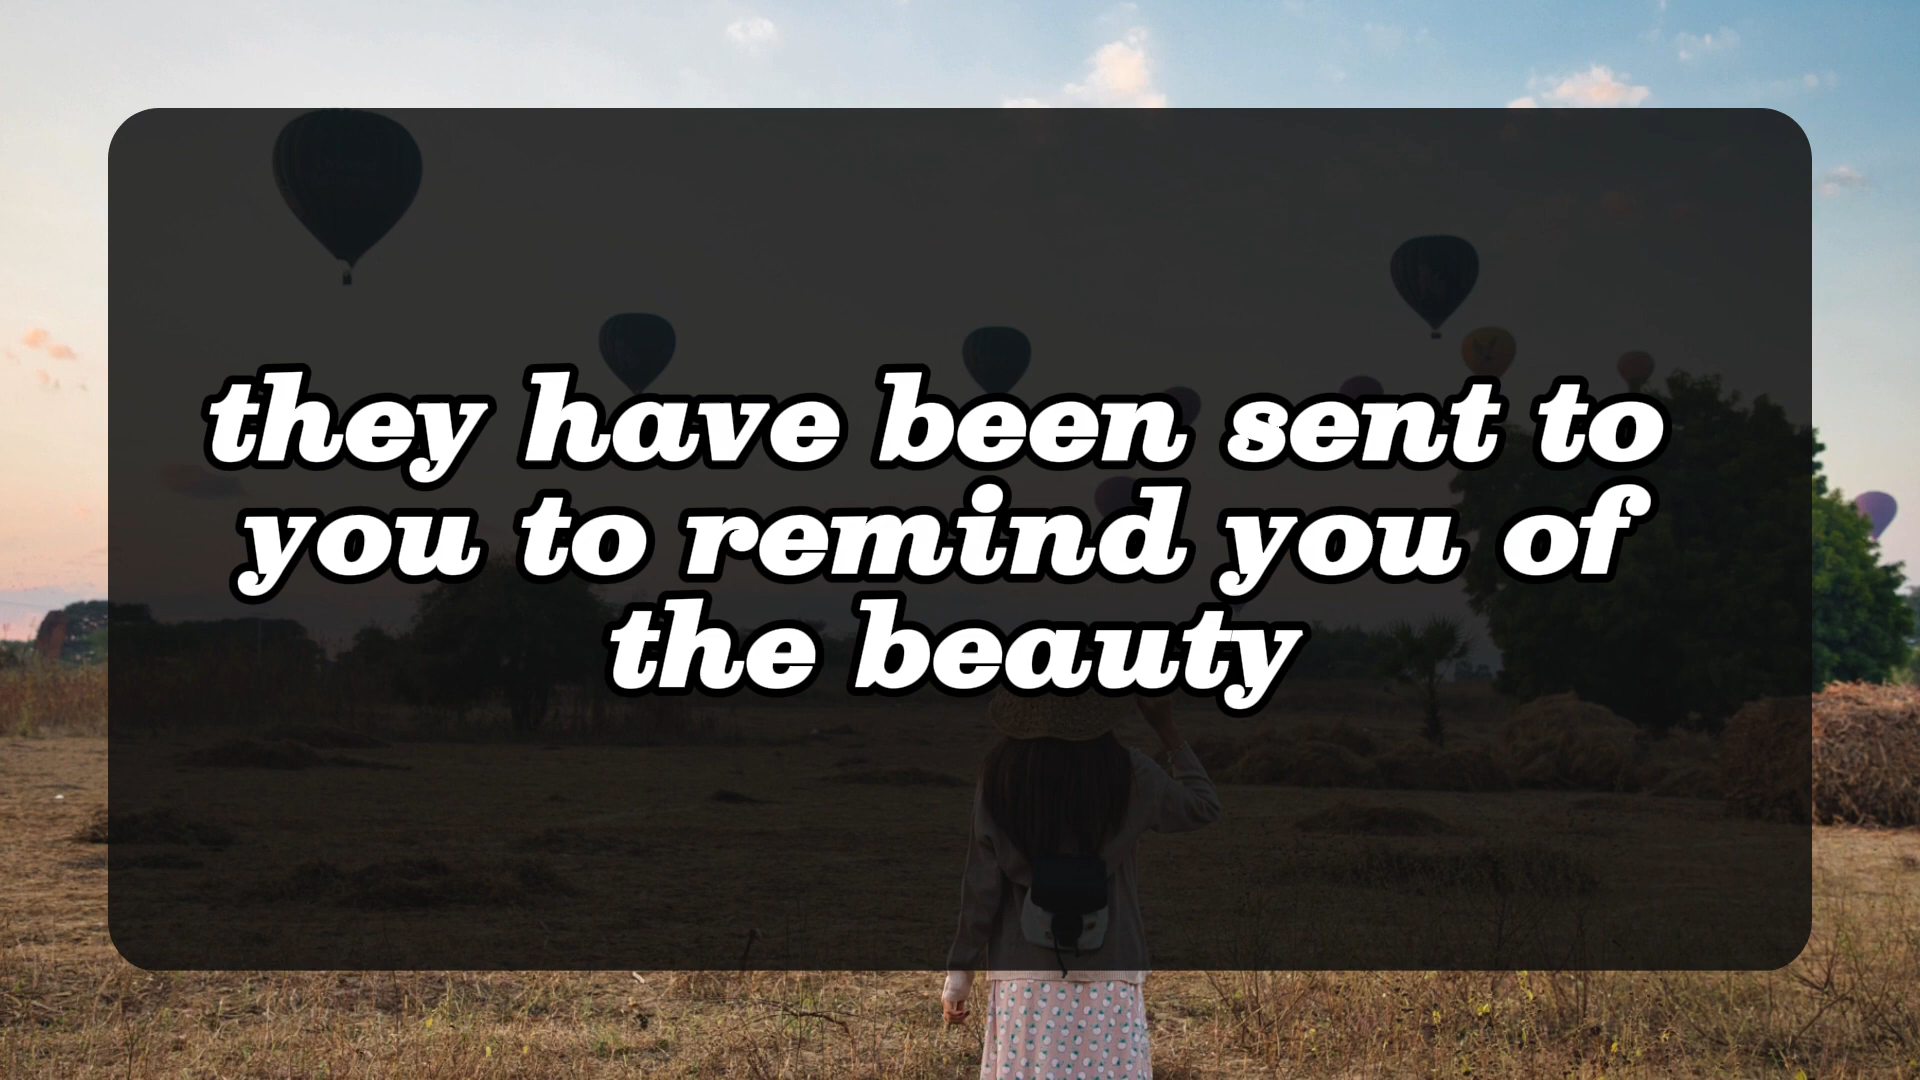 they have been sent to
you to remind you of
the beauty